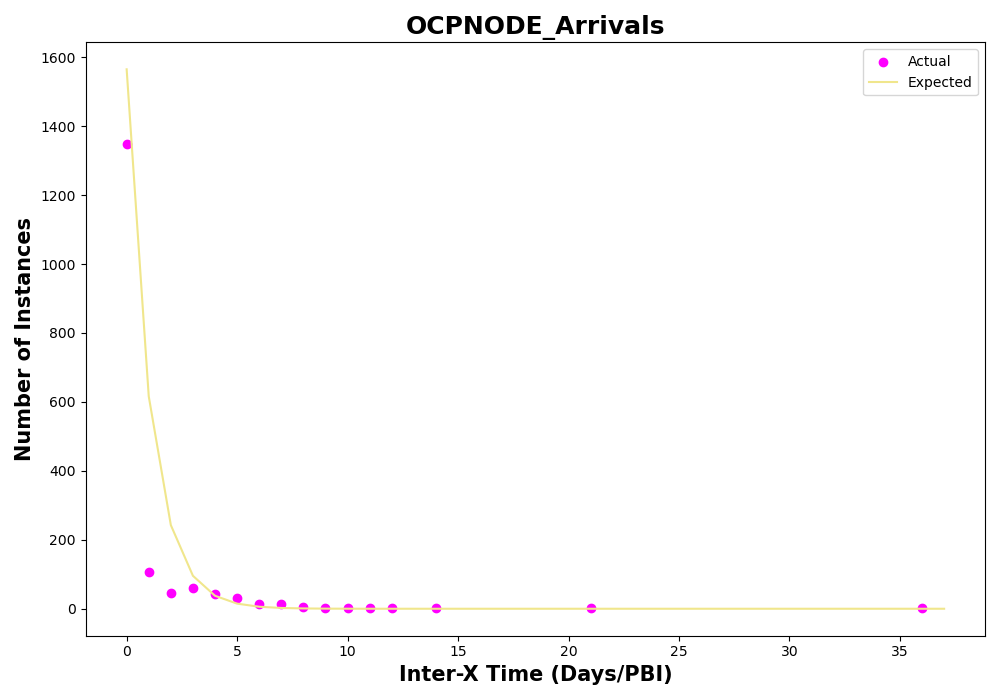 OCPNODE_Arrivals
Actual
Expected
1600
1400
1200
1000
800
600
400
200
0
Number of Instances
0 5 10 15 20 25 30 35
Inter-X Time (Days/PBI)